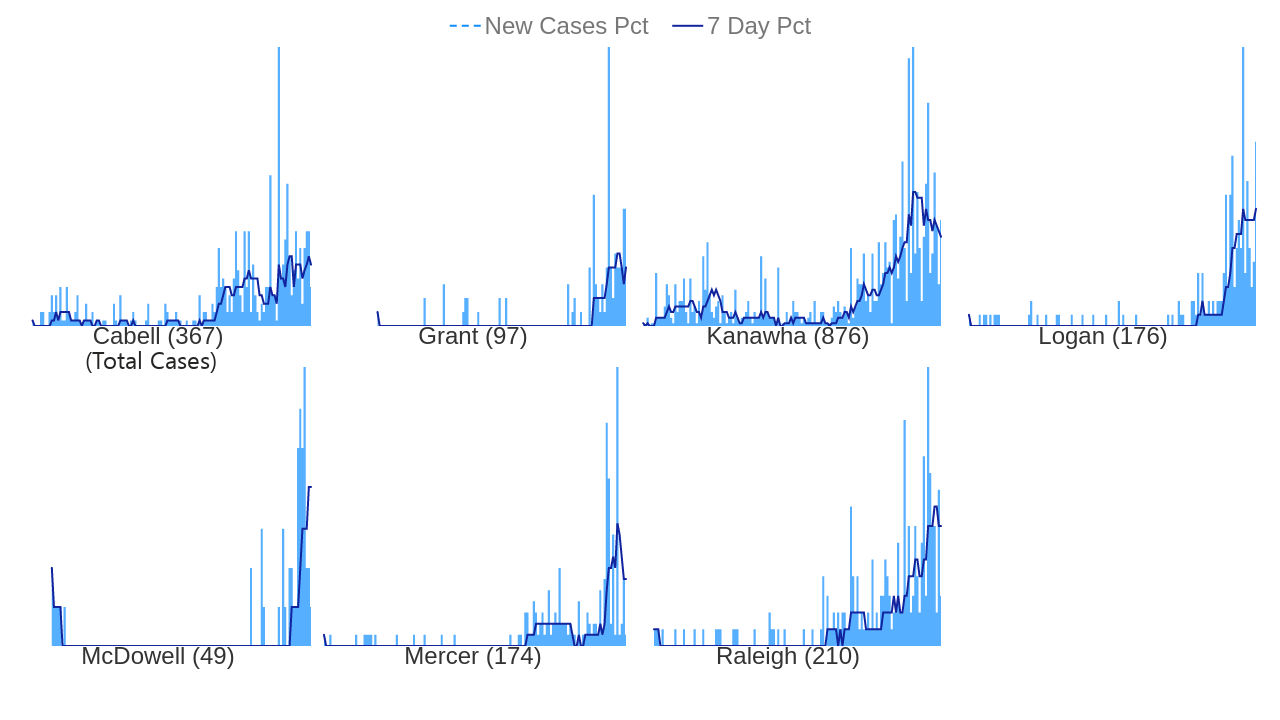 New Cases Pct 7 Day Pct
Cabell (367) Grant (97) Kanawha (876) Logan (176)
(Total Cases)
McDowell (49) Mercer (174) Raleigh (210)